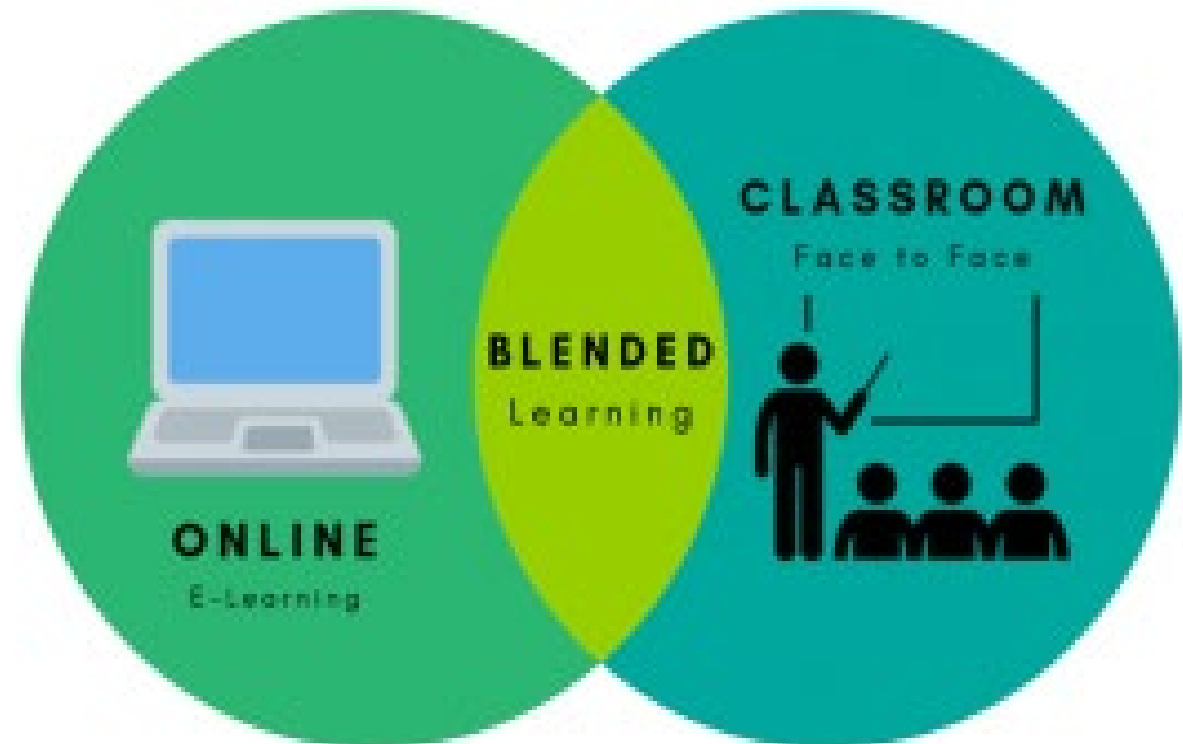 ONLINE
E-Learning
BLENDED
Learning
CLASSROOM
Face to Face